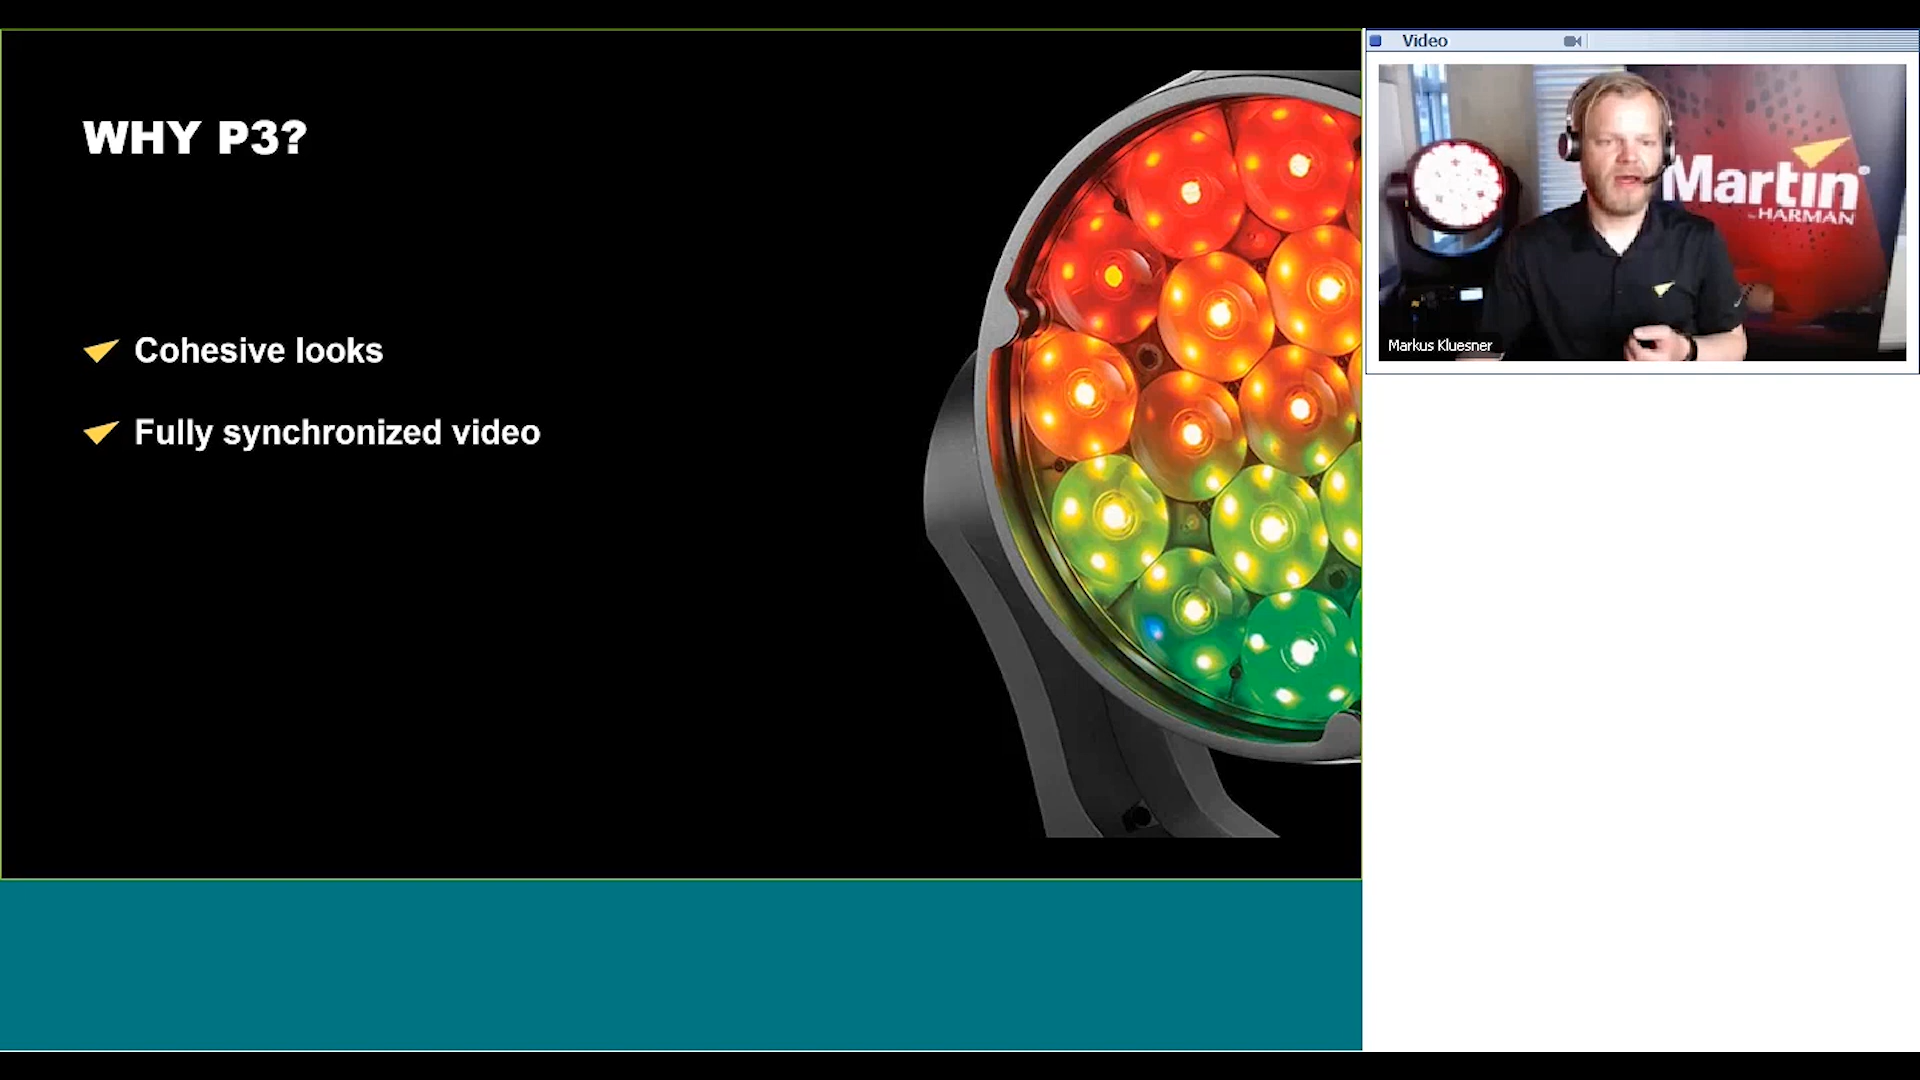 WHY P3?
Cohesive looks
Fully synchronized video
Video
Martin®
by HARMAN
Markus Kluesner